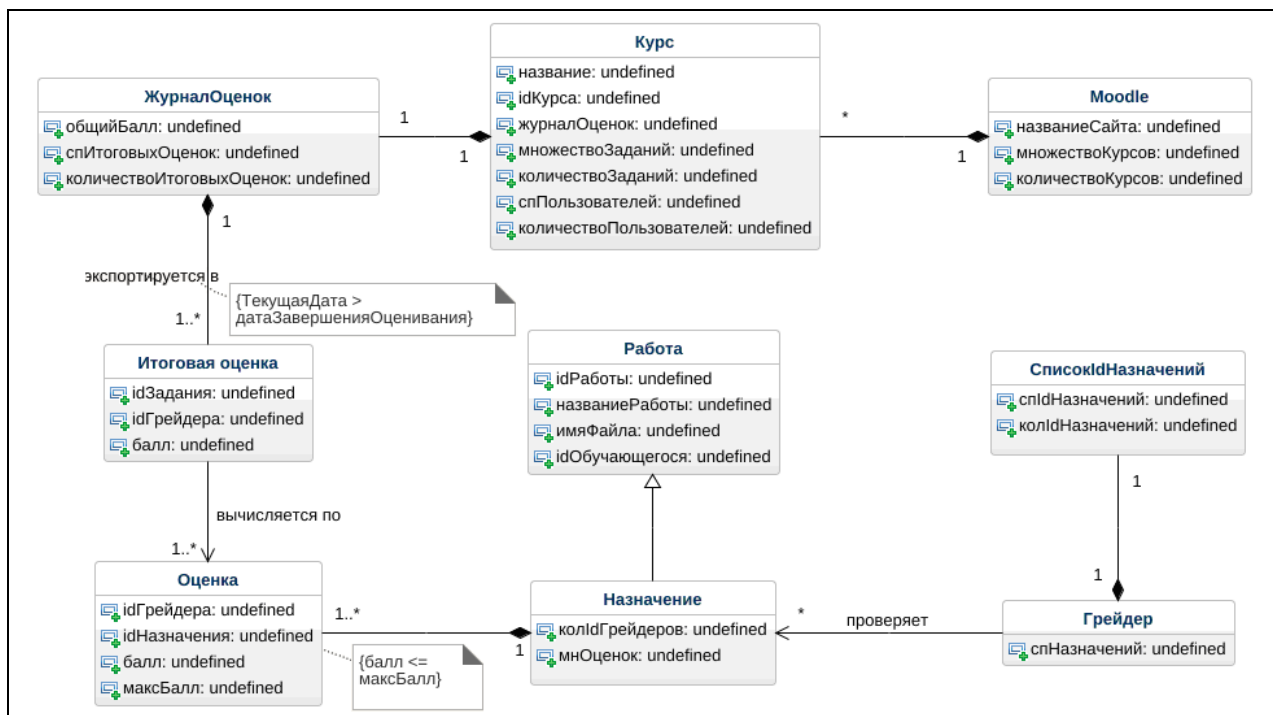 Курс
название: undefined
idКурса: undefined
журналОценок: undefined
множествоЗаданий: undefined
количествоЗаданий: undefined
спПользователей: undefined
количествоПользователей: undefined
ЖурналОценок
общийБалл: undefined
спИтоговыхОценок: undefined
количествоИтоговыхОценок: undefined
Moodle
названиеСайта: undefined
множествоКурсов: undefined
количествоКурсов: undefined
1
1
*
1
1
экспортируется в
{ТекущаяДата >
датаЗавершенияОценивания}
1..*
Итоговая оценка
idЗадания: undefined
idГрейдера: undefined
балл: undefined
Работа
idРаботы: undefined
названиеРаботы: undefined
имяФайла: undefined
idОбучающегося: undefined
СписокIdНазначений
спIdНазначений: undefined
колIdНазначений: undefined
1
вычисляется по
1..*
1
Оценка
idГрейдера: undefined
idНазначения: undefined
балл: undefined
максБалл: undefined
1..*
1
{балл <=
максБалл}
Назначение
колIdГрейдеров: undefined
мнОценок: undefined
*
проверяет
Грейдер
спНазначений: undefined